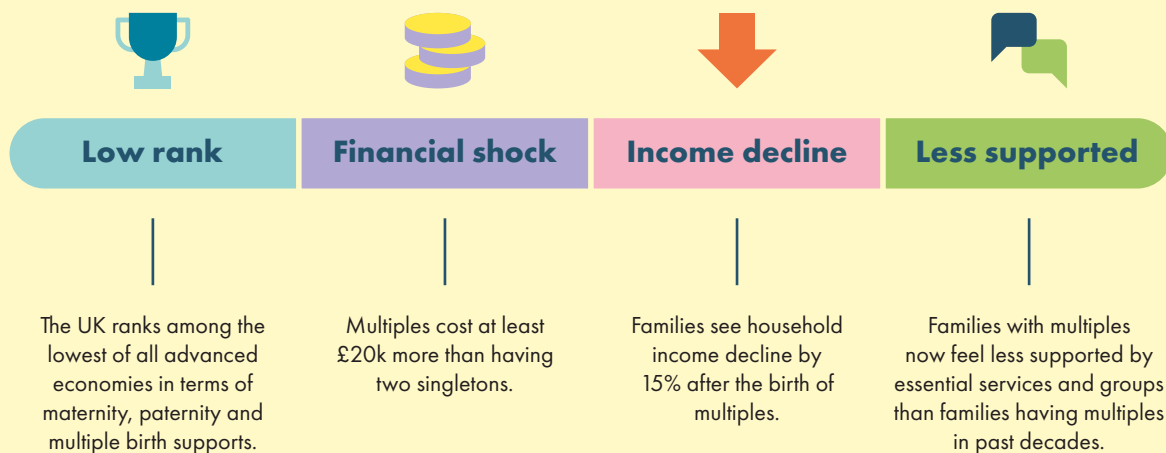 Low rank
Financial shock
Income decline
Less supported
The UK ranks among the
lowest of all advanced
economies in terms of
maternity, paternity and
multiple birth supports.
Multiples cost at least
£20k more than having
two singletons.
Families see household
income decline by
15% after the birth of
multiples.
Families with multiples
now feel less supported by
essential services and groups
than families having multiples
in past decades.